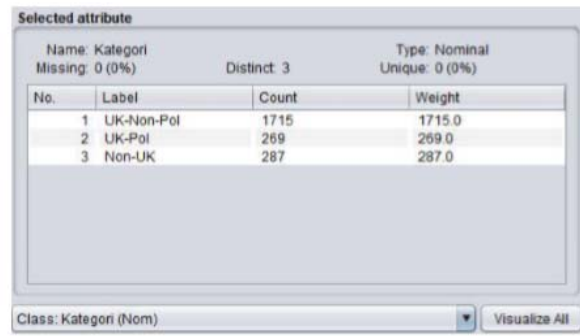 Selected attribute
Name: Kategori Type: Nominal
Missing: 0 (0%) Distinct: 3 Unique: 0 (0%)
No. Label Count Weight
1 UK-Non-Pol 1715 1715.0
2 UK-Pol 269 269.0
3 Non-UK 287 287.0
Class: Kategori (Nom) Visualize All